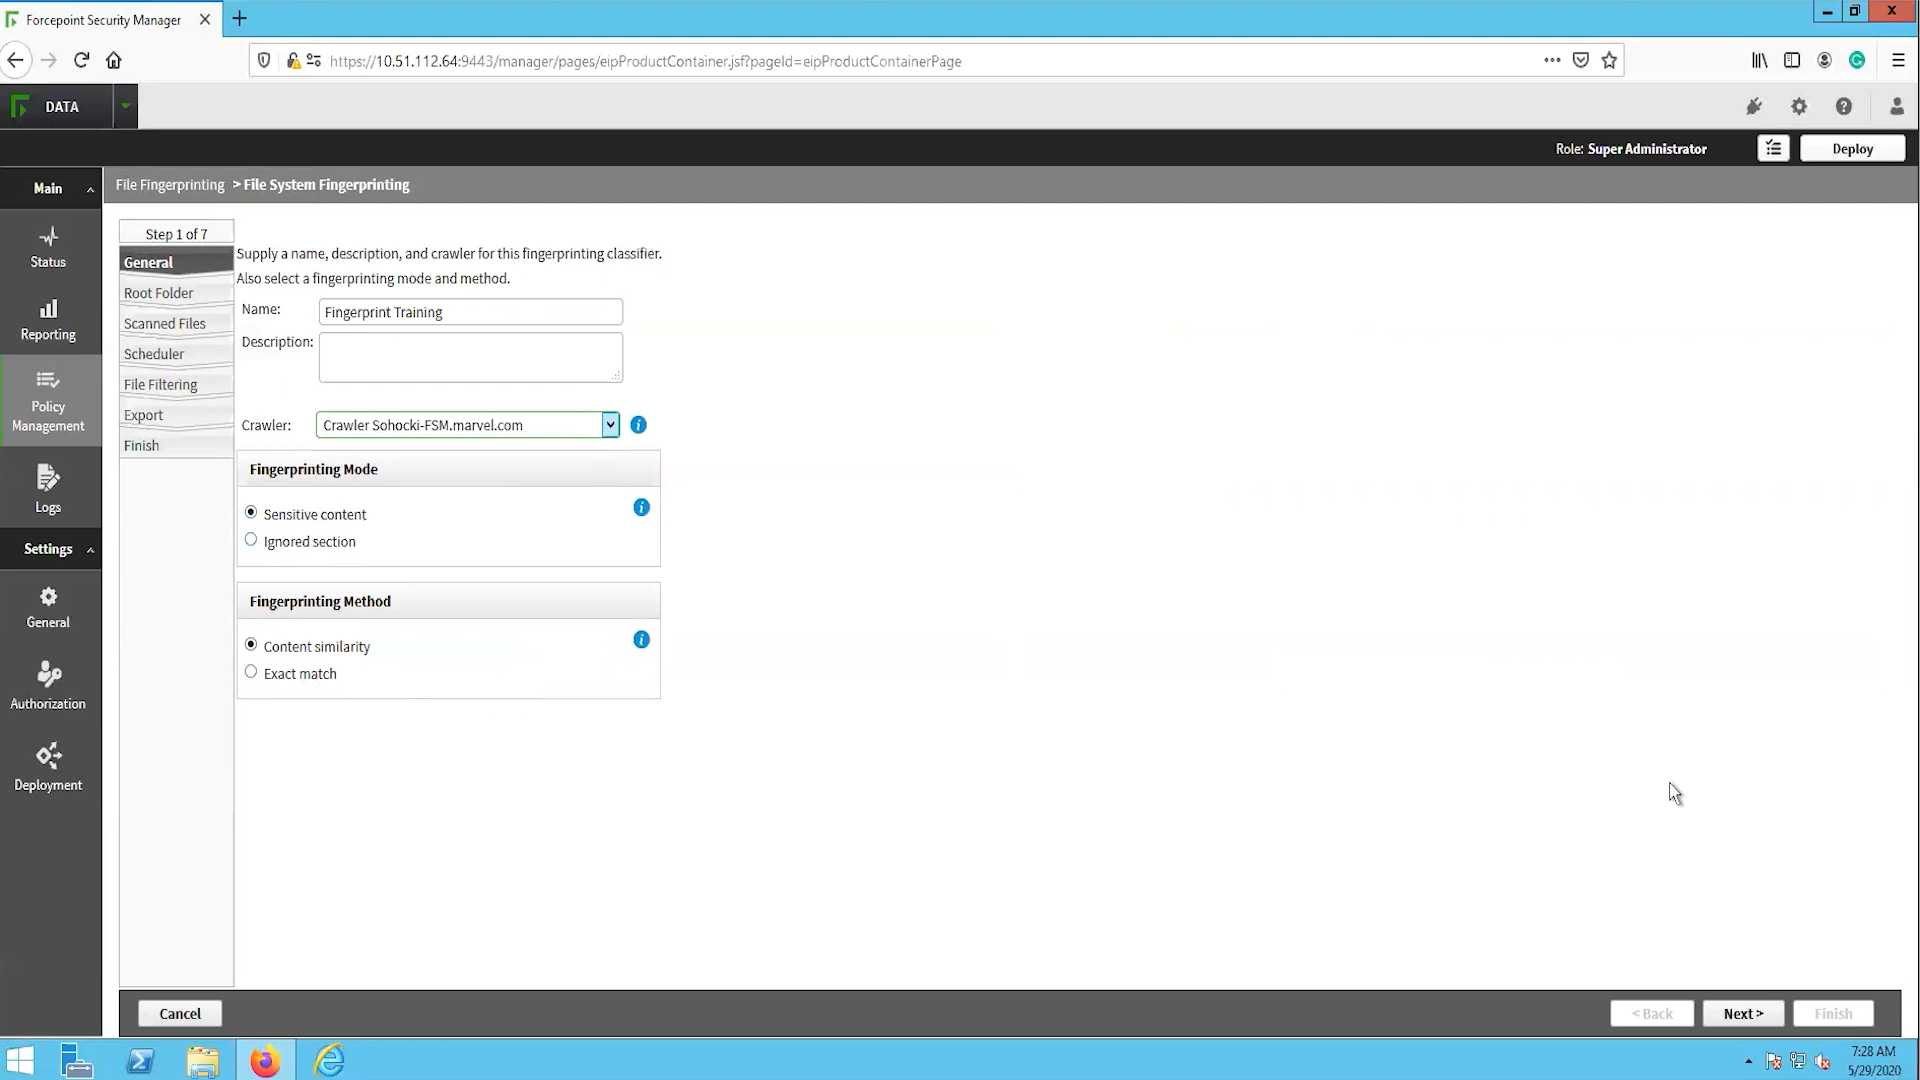 Forcepoint Security Manager
https://10.51.112.64:9443/manager/pages/eipProductContainer.jsf?pageId=eipProductContainerPage
DATA
Role: Super Administrator
Deploy
Main
File Fingerprinting > File System Fingerprinting
Step 1 of 7
General
Root Folder
Scanned Files
Scheduler
File Filtering
Export
Finish
Supply a name, description, and crawler for this fingerprinting classifier.
Also select a fingerprinting mode and method.
Name: Fingerprint Training
Description:
Crawler: Crawler Sohocki-FSM.marvel.com
Fingerprinting Mode
Sensitive content
Ignored section
Fingerprinting Method
Content similarity
Exact match
Status
Reporting
Policy
Management
Logs
Settings
General
Authorization
Deployment
Cancel
< Back
Next >
Finish
7:28 AM
5/29/2020